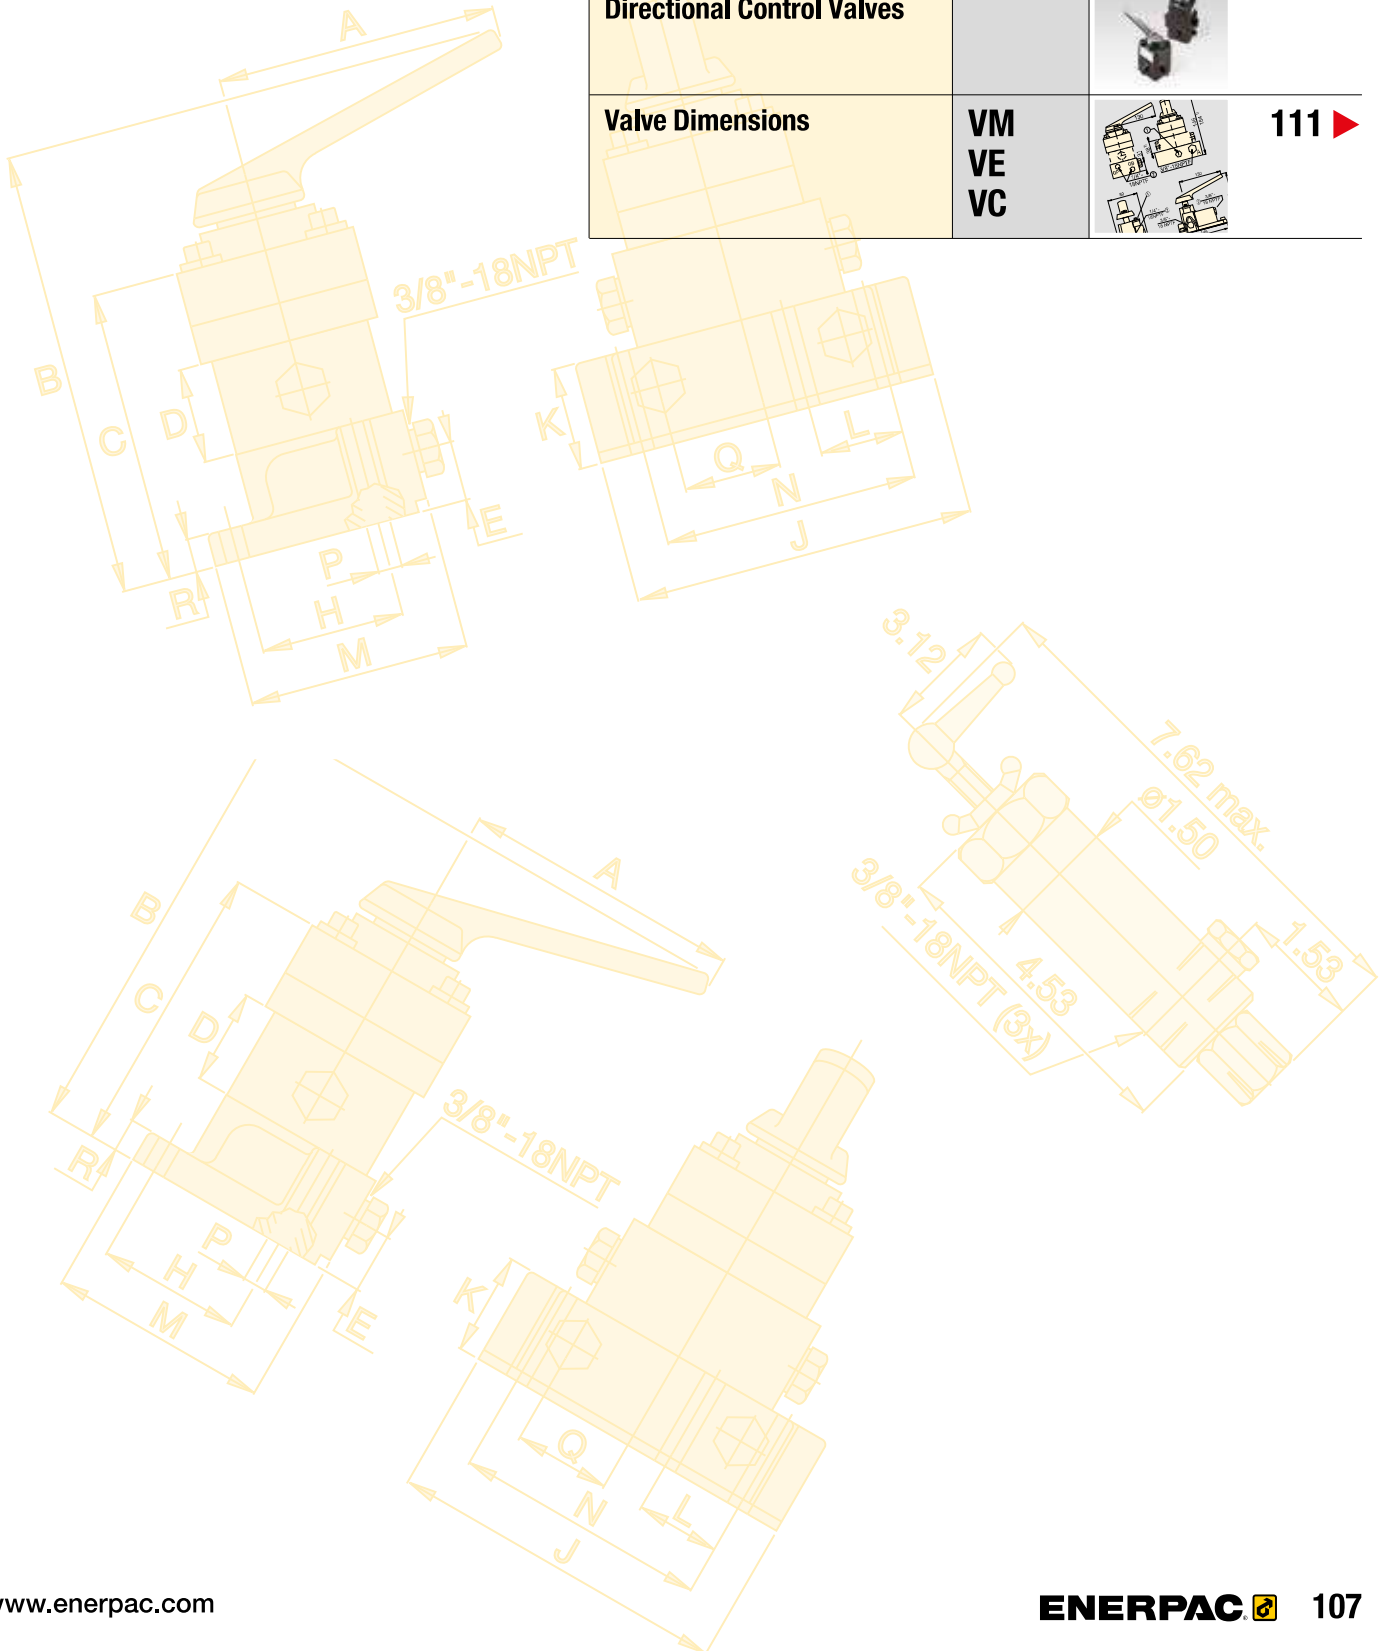 Directional Control Valves
Valve Dimensions
VM
VE
VC
111
A
B
C
D
3/8"-18NPT
E
P
R
H
M
K
L
Q
N
J
3.12
7.62 max.
ø1.50
3/8"-18NPT (3x)
4.53
1.53
A
B
C
D
R
3/8"-18NPT
P
H
M
E
K
Q
N
L
J
www.enerpac.com
ENERPAC
107